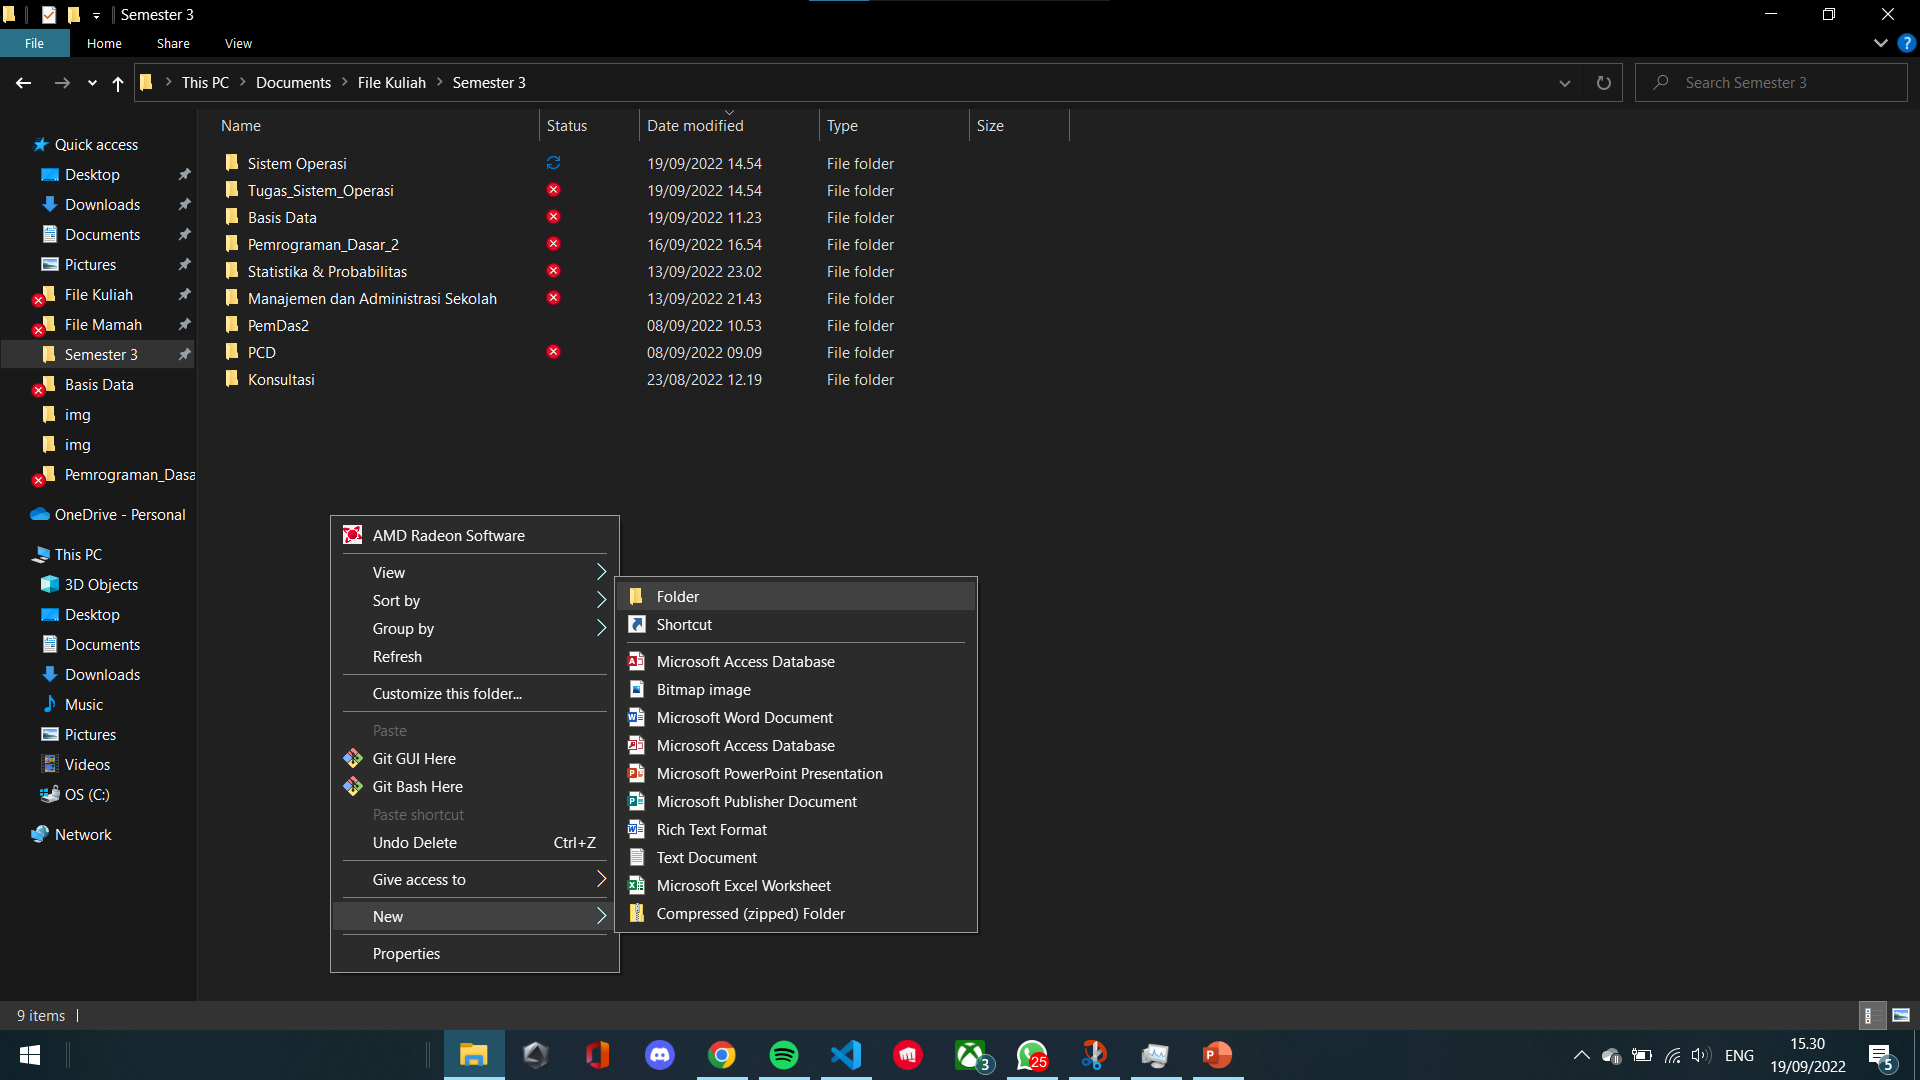 Semester 3
File Home Share View
This PC Documents File Kuliah Semester 3
Search Semester 3
Name Status Date modified Type Size
Sistem Operasi 19/09/2022 14.54 File folder
Tugas_Sistem_Operasi 19/09/2022 14.54 File folder
Basis Data 19/09/2022 11.23 File folder
Pemrograman_Dasar_2 16/09/2022 16.54 File folder
Statistika & Probabilitas 13/09/2022 23.02 File folder
Manajemen dan Administrasi Sekolah 13/09/2022 21.43 File folder
PemDas2 08/09/2022 10.53 File folder
PCD 08/09/2022 09.09 File folder
Konsultasi 23/08/2022 12.19 File folder
Quick access
Desktop
Downloads
Documents
Pictures
File Kuliah
File Mamah
Semester 3
Basis Data
img
img
Pemrograman_Dasa
OneDrive - Personal
This PC
3D Objects
Desktop
Documents
Downloads
Music
Pictures
Videos
OS (C:)
Network
AMD Radeon Software
View
Sort by
Group by
Refresh
Customize this folder...
Paste
Git GUI Here
Git Bash Here
Paste shortcut
Undo Delete Ctrl+Z
Give access to
New
Properties
Folder
Shortcut
Microsoft Access Database
Bitmap image
Microsoft Word Document
Microsoft Access Database
Microsoft PowerPoint Presentation
Microsoft Publisher Document
Rich Text Format
Text Document
Microsoft Excel Worksheet
Compressed (zipped) Folder
9 items
3
25
ENG
15.30
19/09/2022
5